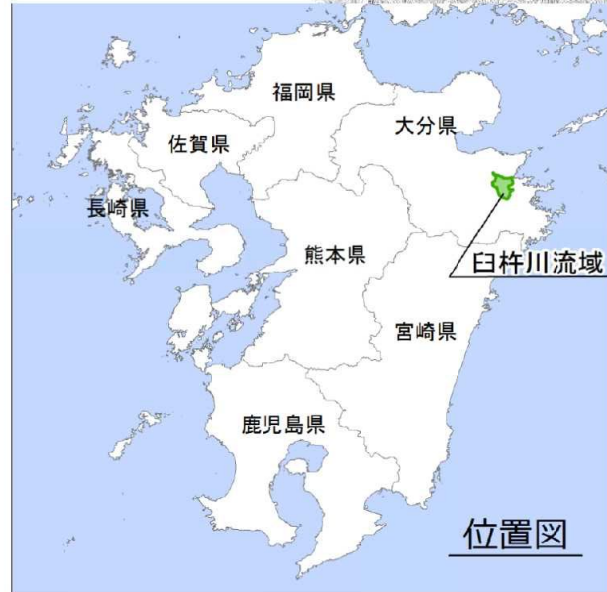 福岡県
大分県
佐賀県
長崎県
熊本県
臼杵川流域
宮崎県
鹿児島県
位置図